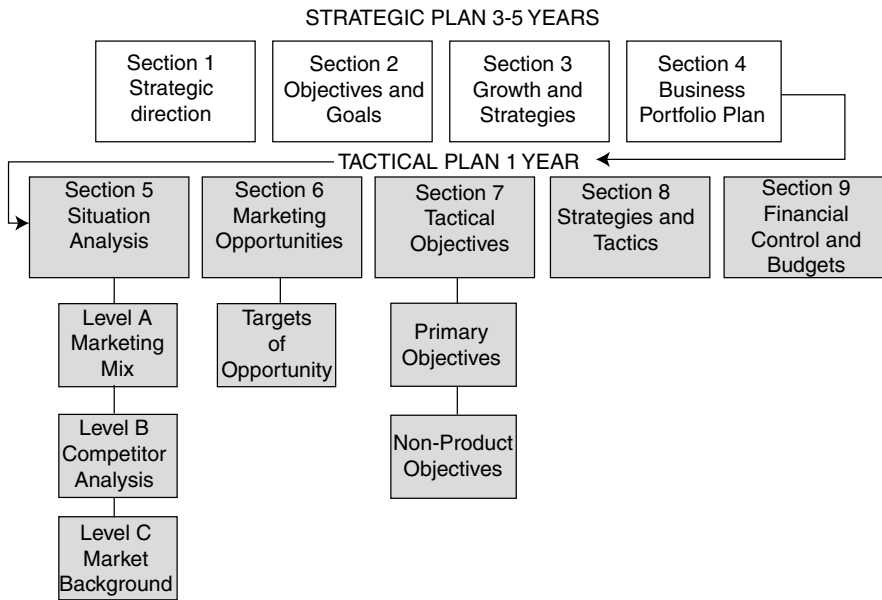 STRATEGIC PLAN 3-5 YEARS
Section 1
Strategic
direction
Section 2
Objectives and
Goals
Section 3
Growth and
Strategies
Section 4
Business
Portfolio Plan
TACTICAL PLAN 1 YEAR
Section 5
Situation
Analysis
Section 6
Marketing
Opportunities
Section 7
Tactical
Objectives
Section 8
Strategies and
Tactics
Section 9
Financial
Control and
Budgets
Level A
Marketing
Mix
Targets
of
Opportunity
Primary
Objectives
Level B
Competitor
Analysis
Non-Product
Objectives
Level C
Market
Background